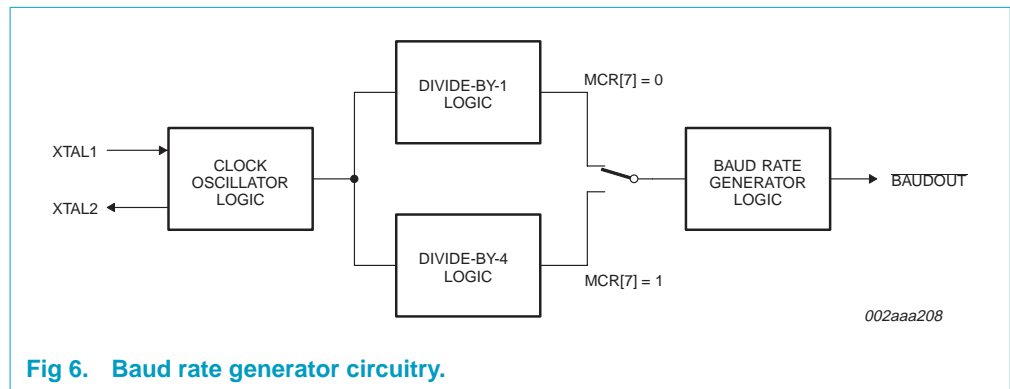 DIVIDE-BY-1
LOGIC
MCR[7] = 0
XTAL1
XTAL2
CLOCK
OSCILLATOR
LOGIC
BAUD RATE
GENERATOR
LOGIC
BAUDOUT
DIVIDE-BY-4
LOGIC
MCR[7] = 1
002aaa208
Fig 6. Baud rate generator circuitry.